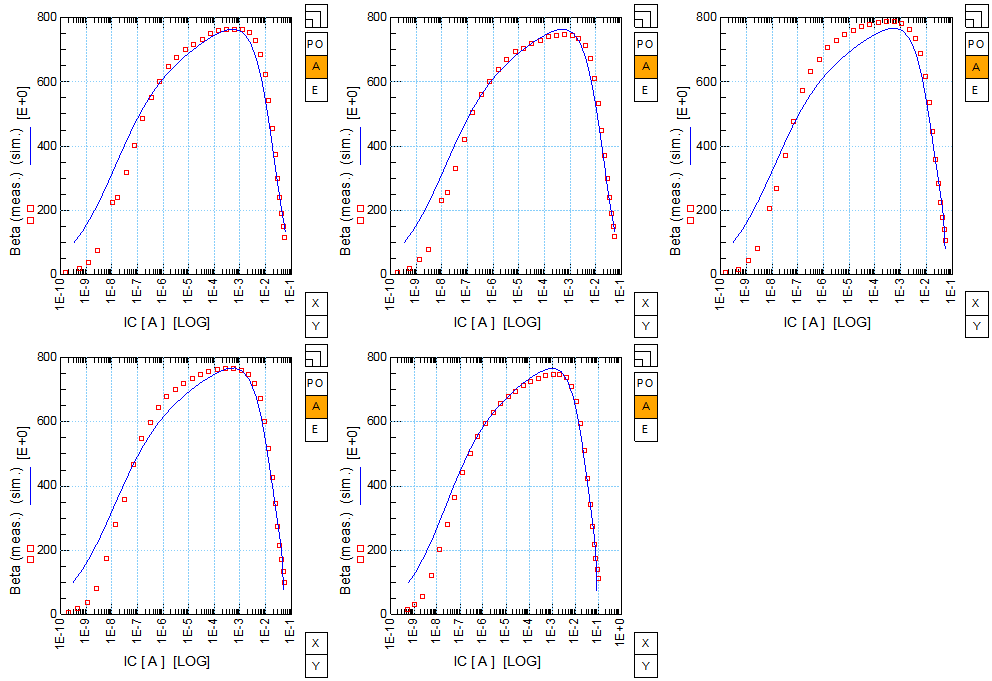 800
600
400
200
0
Beta (meas.) (sim.) [E+0]
1E-10
1E-9
1E-8
1E-7
1E-6
1E-5
1E-4
1E-3
1E-2
1E-1
IC [ A ] [LOG]
PO
A
E
X
Y
800
600
400
200
0
Beta (meas.) (sim.) [E+0]
1E-10
1E-9
1E-8
1E-7
1E-6
1E-5
1E-4
1E-3
1E-2
1E-1
IC [ A ] [LOG]
PO
A
E
X
Y
800
600
400
200
0
Beta (meas.) (sim.) [E+0]
1E-10
1E-9
1E-8
1E-7
1E-6
1E-5
1E-4
1E-3
1E-2
1E-1
IC [ A ] [LOG]
PO
A
E
X
Y
800
600
400
200
0
Beta (meas.) (sim.) [E+0]
1E-10
1E-9
1E-8
1E-7
1E-6
1E-5
1E-4
1E-3
1E-2
1E-1
IC [ A ] [LOG]
PO
A
E
X
Y
800
600
400
200
0
Beta (meas.) (sim.) [E+0]
1E-10
1E-9
1E-8
1E-7
1E-6
1E-5
1E-4
1E-3
1E-2
1E-1
1E+0
IC [ A ] [LOG]
PO
A
E
X
Y